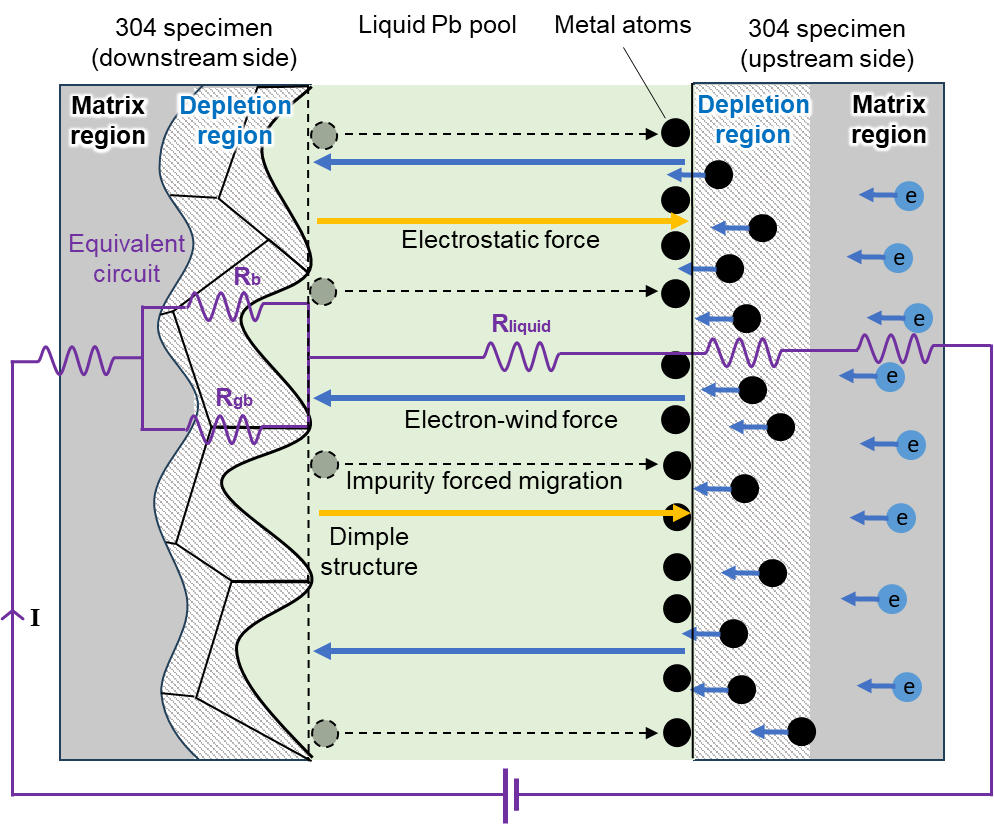 304 specimen
(downstream side)
Liquid Pb pool
Metal atoms
304 specimen
(upstream side)
Matrix
region
Depletion
region
Depletion
region
Matrix
region
e
Electrostatic force
Equivalent
circuit
e
Rb
Rliquid
e
e
Rgb
Electron-wind force
e
Impurity forced migration
e
Dimple
structure
e
I
e